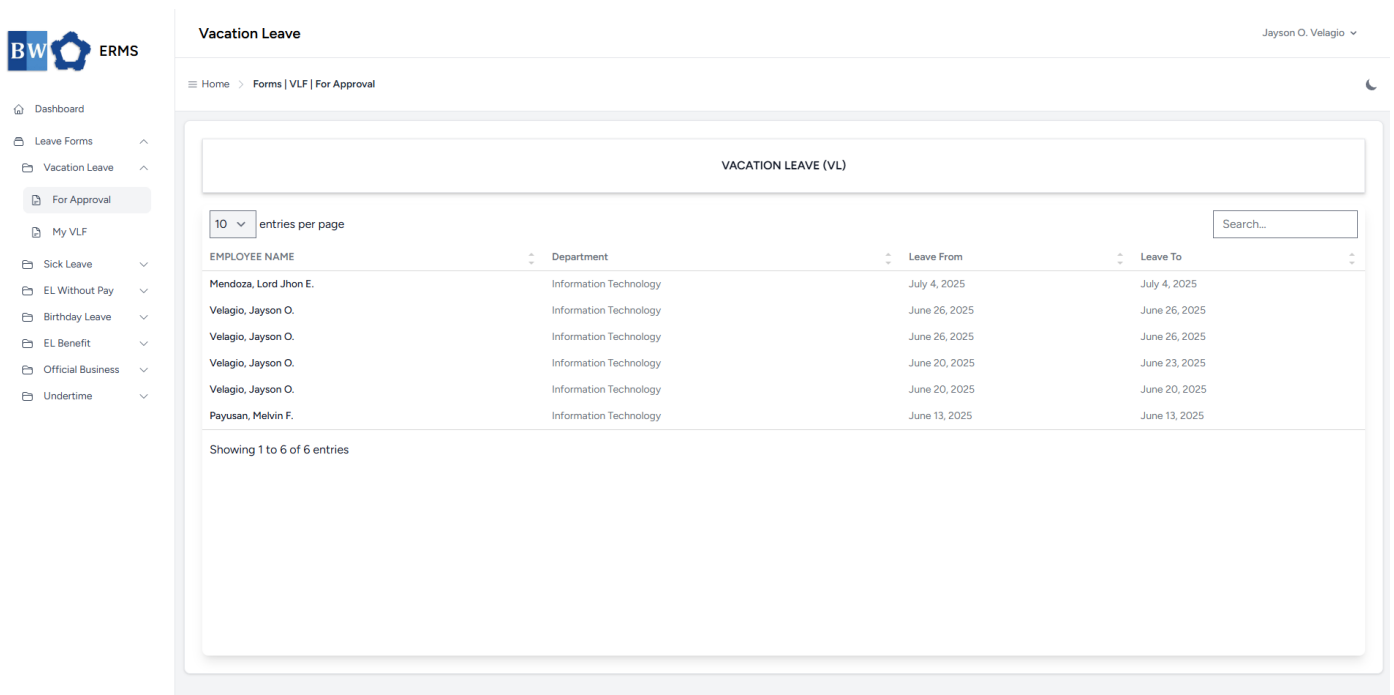 BW ERMS
Vacation Leave
Jayson O. Velagio
Home > Forms | VLF | For Approval
Dashboard
Leave Forms
Vacation Leave
For Approval
My VLF
Sick Leave
EL Without Pay
Birthday Leave
EL Benefit
Official Business
Undertime
VACATION LEAVE (VL)
10 entries per page
Search...
EMPLOYEE NAME Department Leave From Leave To
Mendoza, Lord Jhon E. Information Technology July 4, 2025 July 4, 2025
Velagio, Jayson O. Information Technology June 26, 2025 June 26, 2025
Velagio, Jayson O. Information Technology June 26, 2025 June 26, 2025
Velagio, Jayson O. Information Technology June 20, 2025 June 23, 2025
Velagio, Jayson O. Information Technology June 20, 2025 June 20, 2025
Payusan, Melvin F. Information Technology June 13, 2025 June 13, 2025
Showing 1 to 6 of 6 entries